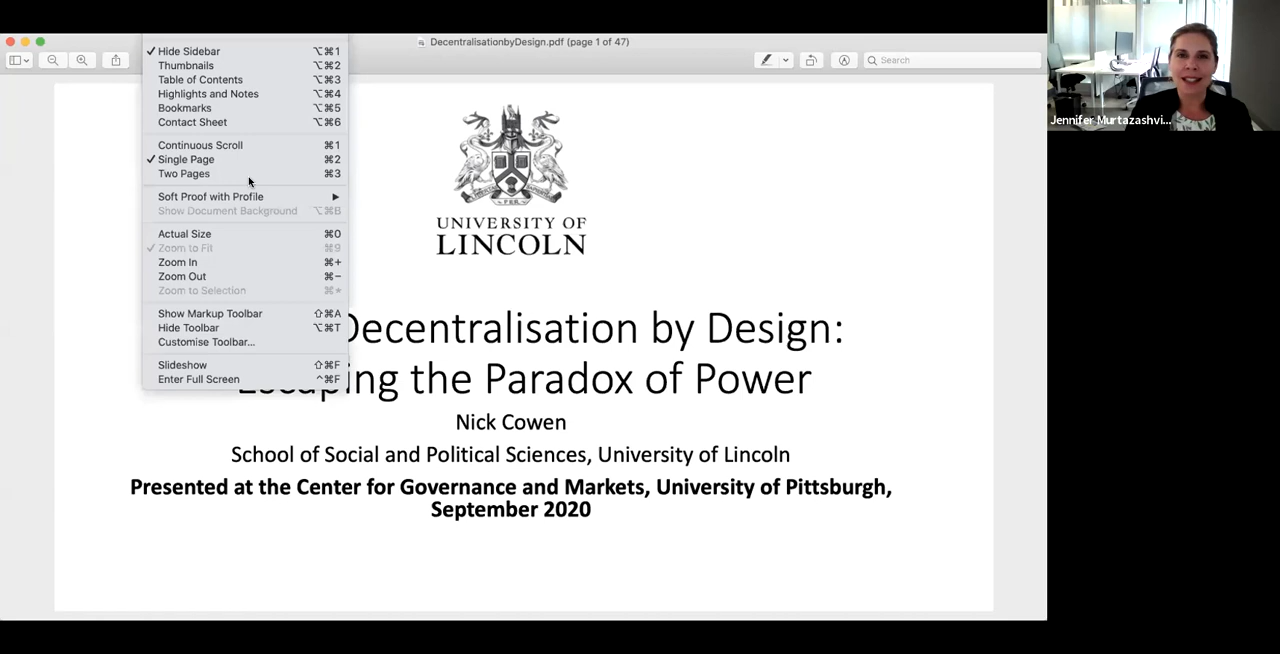 DecentralisationbyDesign.pdf (page 1 of 47)
Search
✓ Hide Sidebar ⌥⌘1
Thumbnails ⌥⌘2
Table of Contents ⌥⌘3
Highlights and Notes ⌥⌘4
Bookmarks ⌥⌘5
Contact Sheet ⌥⌘6
Continuous Scroll ⌘1
✓ Single Page ⌘2
Two Pages ⌘3
Soft Proof with Profile ▶
Show Document Background ⌥⌘B
Actual Size ⌘0
✓ Zoom to Fit ⌘9
Zoom In ⌘+
Zoom Out ⌘−
Zoom to Selection ⌘*
Show Markup Toolbar ⇧⌘A
Hide Toolbar ⌥⌘T
Customise Toolbar...
Slideshow ⇧⌘F
Enter Full Screen ^⌘F
UNIVERSITY OF
LINCOLN
Decentralisation by Design:
Escaping the Paradox of Power
Nick Cowen
School of Social and Political Sciences, University of Lincoln
Presented at the Center for Governance and Markets, University of Pittsburgh,
September 2020
Jennifer Murtazashvi...